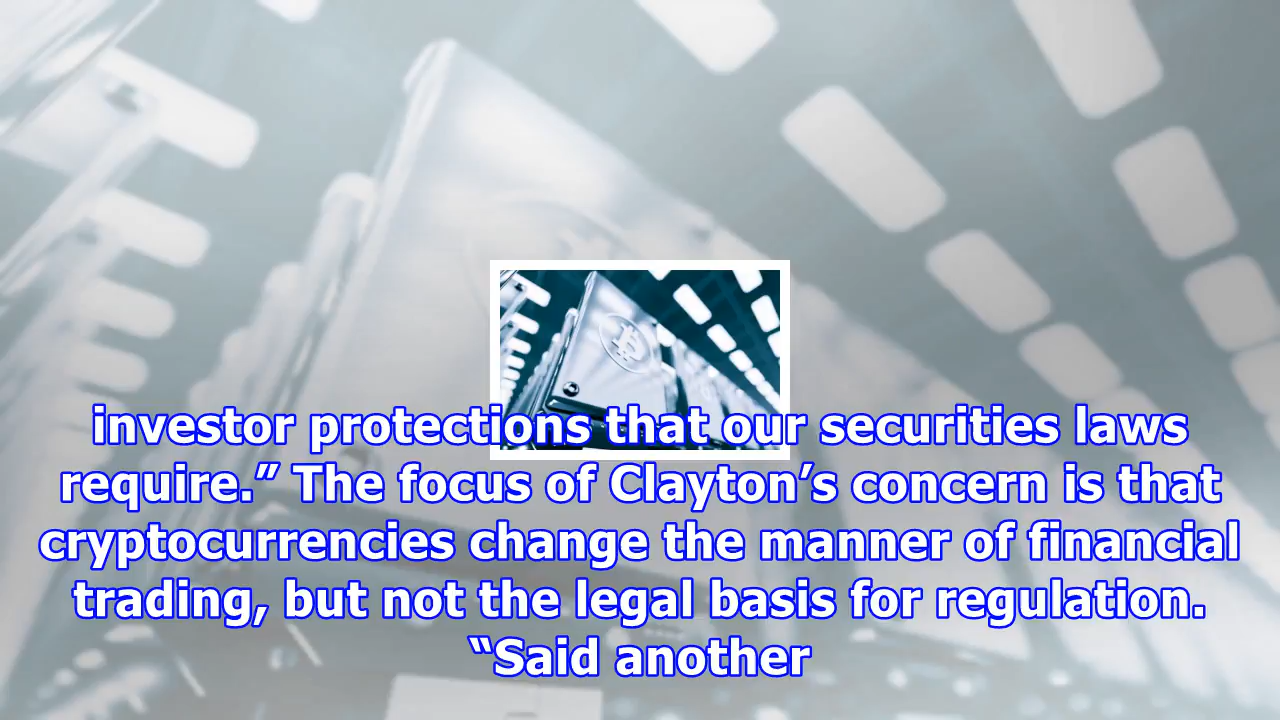 investor protections that our securities laws
require.” The focus of Clayton’s concern is that
cryptocurrencies change the manner of financial
trading, but not the legal basis for regulation.
“Said another